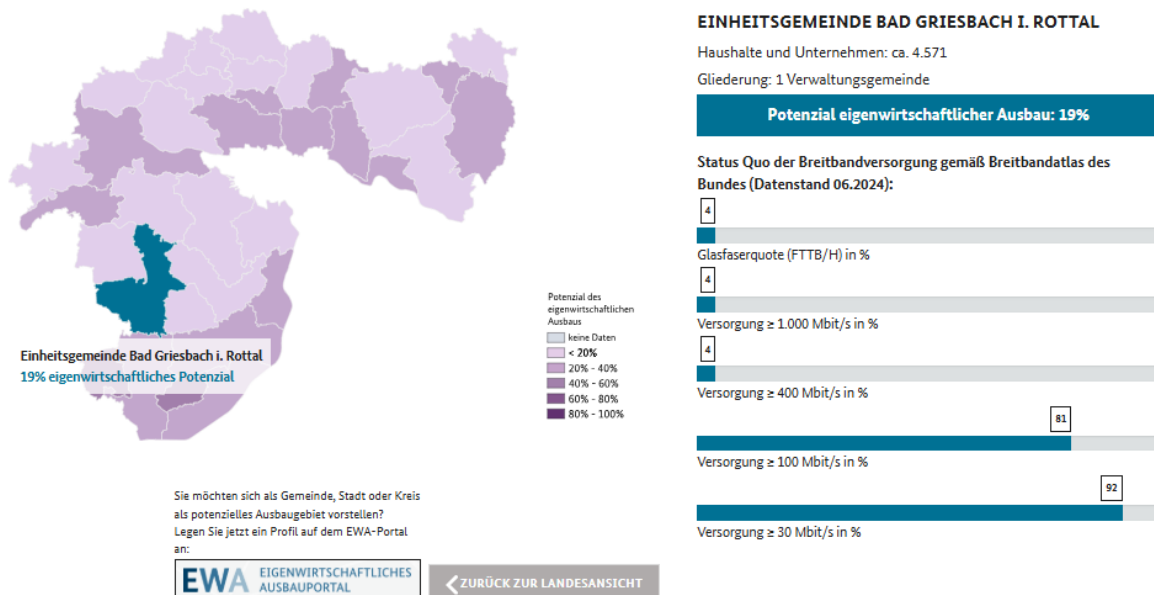 EINHEITSGEMEINDE BAD GRIESBACH I. ROTTAL
Haushalte und Unternehmen: ca. 4.571
Gliederung: 1 Verwaltungsgemeinde
Potenzial eigenwirtschaftlicher Ausbau: 19%
Status Quo der Breitbandversorgung gemäß Breitbandatlas des
Bundes (Datenstand 06.2024):
4
Glasfaserquote (FTTB/H) in %
4
Versorgung ≥ 1.000 Mbit/s in %
4
Versorgung ≥ 400 Mbit/s in %
81
Versorgung ≥ 100 Mbit/s in %
92
Versorgung ≥ 30 Mbit/s in %
Einheitsgemeinde Bad Griesbach i. Rottal
19% eigenwirtschaftliches Potenzial
Potenzial des
eigenwirtschaftlichen
Ausbaus
keine Daten
< 20%
20% - 40%
40% - 60%
60% - 80%
80% - 100%
Sie möchten sich als Gemeinde, Stadt oder Kreis
als potenzielles Ausbaugebiet vorstellen?
Legen Sie jetzt ein Profil auf dem EWA-Portal
an:
EWA EIGENWIRTSCHAFTLICHES
AUSBAUPORTAL
ZURÜCK ZUR LANDESANSICHT